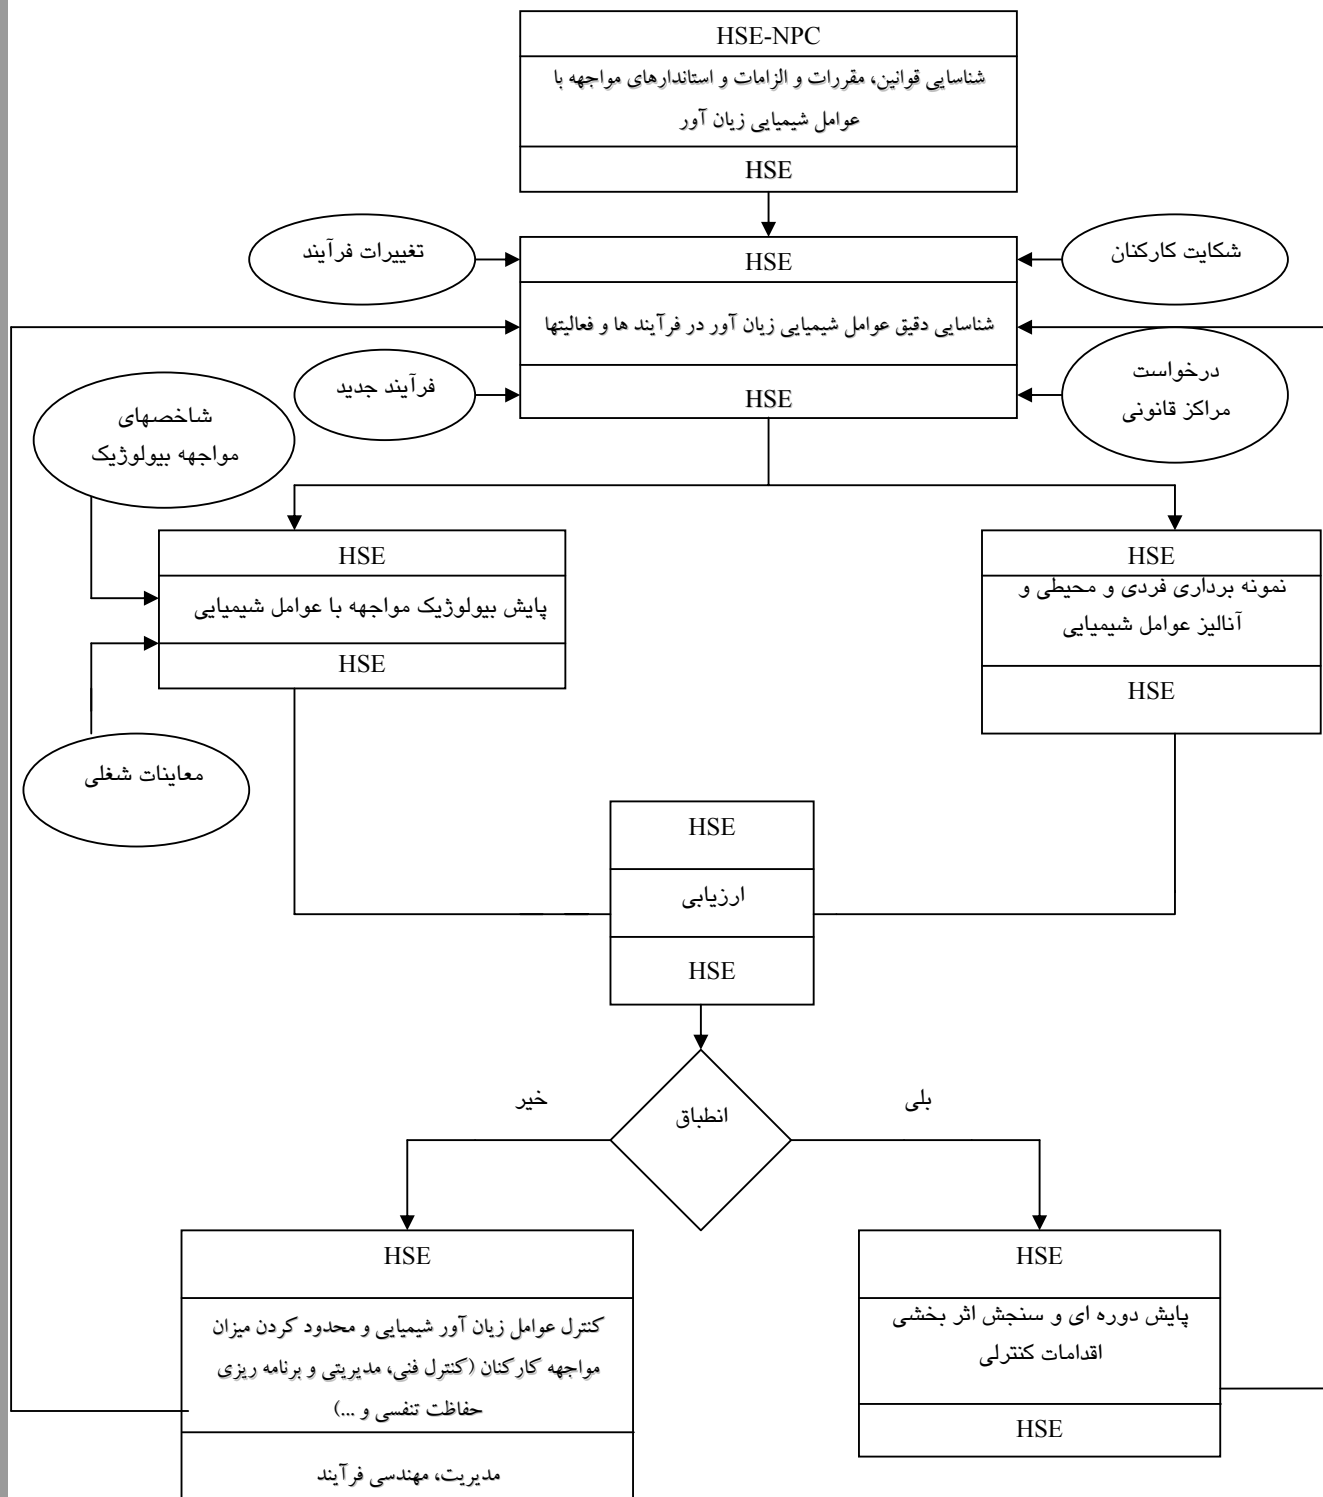 HSE-NPC
شناسایی قوانین، مقررات و الزامات و استاندارهای مواجهه با
عوامل شیمیایی زیان آور
HSE
شکایت کارکنان
HSE
تغییرات فرآیند
شناسایی دقیق عوامل شیمیایی زیان آور در فرآیند ها و فعالیتها
درخواست
مراکز قانونی
HSE
فرآیند جدید
شاخصهای
مواجهه بیولوژیک
HSE
نمونه برداری فردی و محیطی و
آنالیز عوامل شیمیایی
HSE
HSE
پایش بیولوژیک مواجهه با عوامل شیمیایی
HSE
معاینات شغلی
HSE
ارزیابی
HSE
انطباق
بلی
خیر
HSE
پایش دوره ای و سنجش اثر بخشی
اقدامات کنترلی
HSE
HSE
کنترل عوامل زیان آور شیمیایی و محدود کردن میزان
مواجهه کارکنان (کنترل فنی، مدیریتی و برنامه ریزی
حفاظت تنفسی و ...)
مدیریت، مهندسی فرآیند